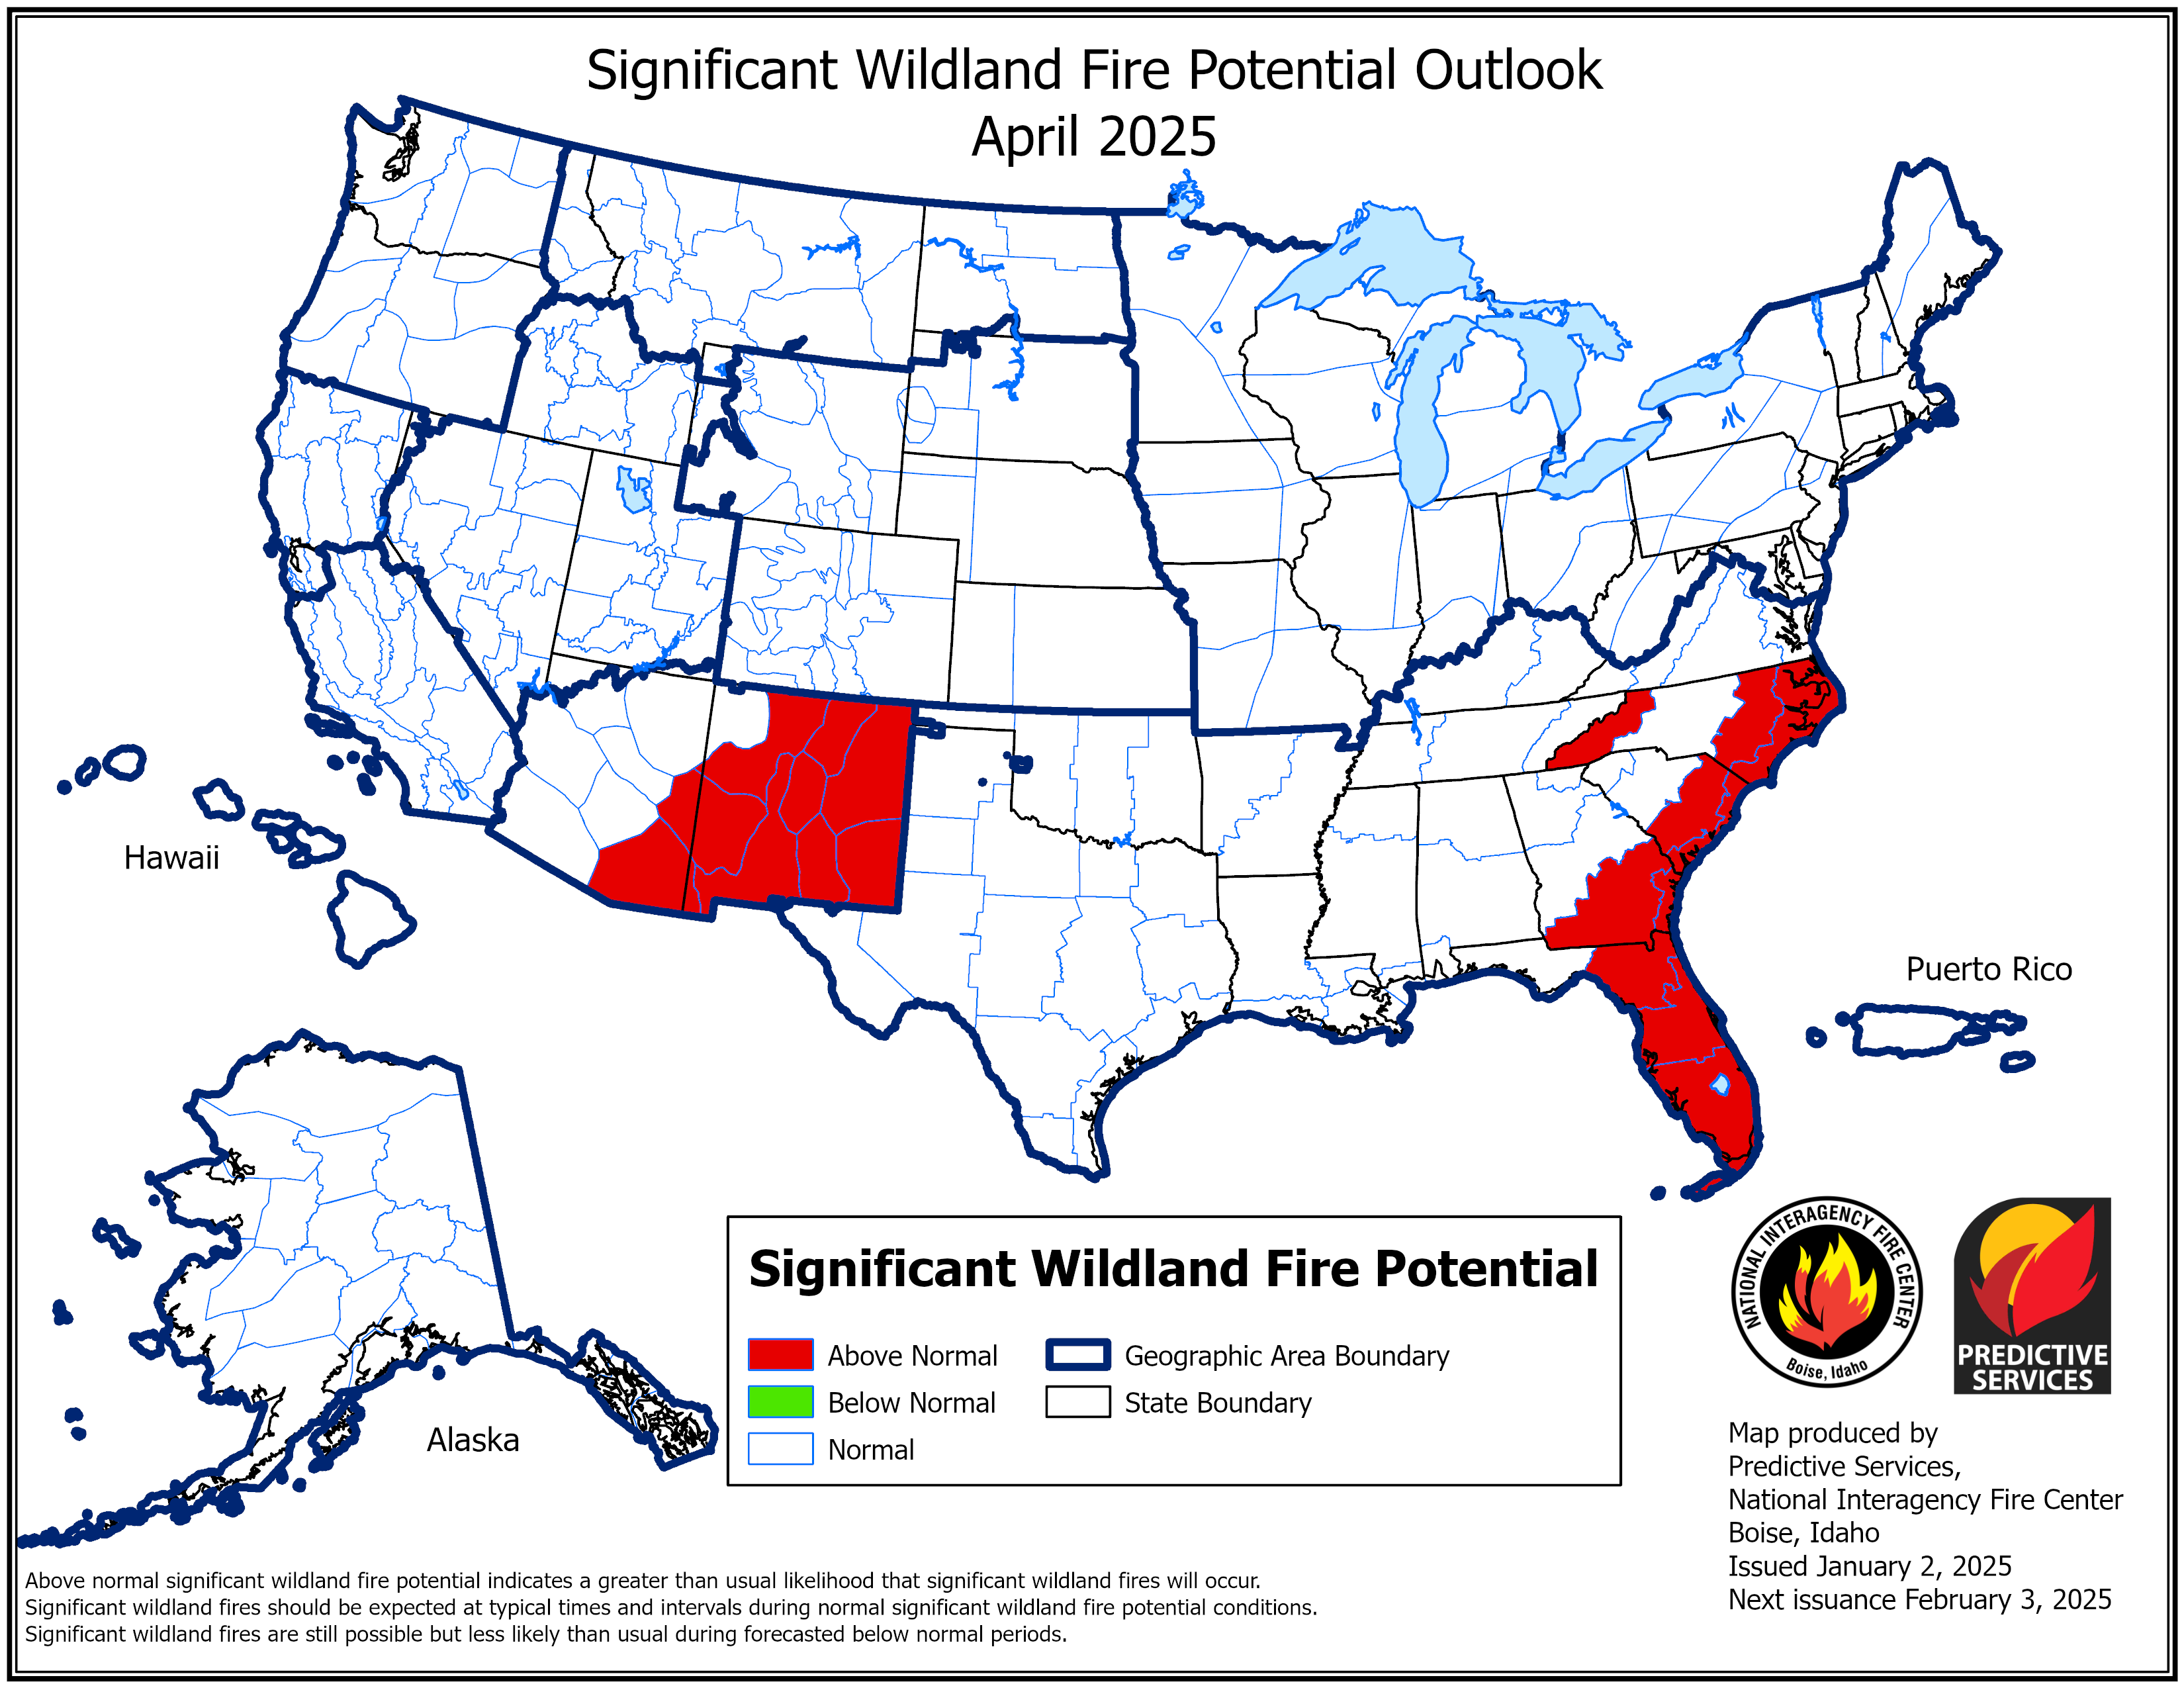 Significant Wildland Fire Potential Outlook
April 2025
Hawaii
Puerto Rico
Alaska
Significant Wildland Fire Potential
Above Normal
Below Normal
Normal
Geographic Area Boundary
State Boundary
NATIONAL INTERAGENCY FIRE CENTER
Boise, Idaho
PREDICTIVE
SERVICES
Map produced by
Predictive Services,
National Interagency Fire Center
Boise, Idaho
Issued January 2, 2025
Next issuance February 3, 2025
Above normal significant wildland fire potential indicates a greater than usual likelihood that significant wildland fires will occur.
Significant wildland fires should be expected at typical times and intervals during normal significant wildland fire potential conditions.
Significant wildland fires are still possible but less likely than usual during forecasted below normal periods.